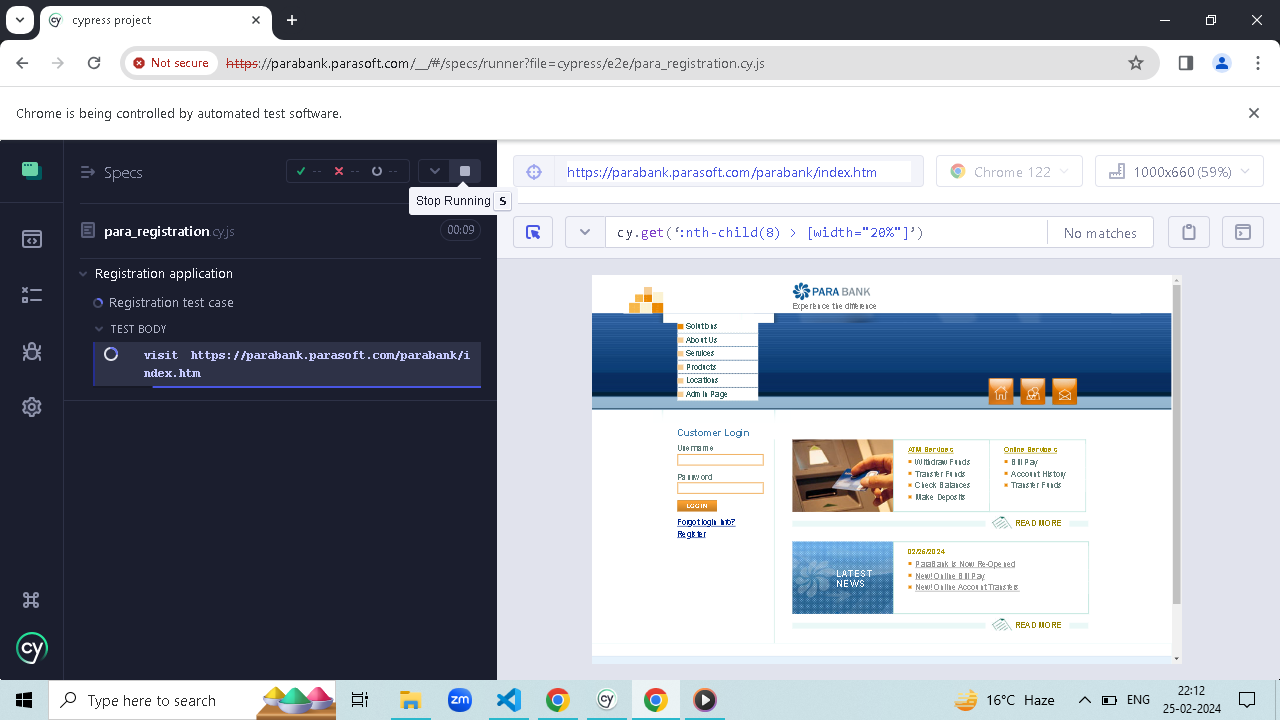 cypress project
Not secure
https://parabank.parasoft.com/__/#/specs/runner?file=cypress/e2e/para_registration.cy.js
Chrome is being controlled by automated test software.
Specs
-- -- --
Stop Running S
para_registration.cy.js
00:09
Registration application
Registration test case
TEST BODY
visit https://parabank.parasoft.com/parabank/i
ndex.htm
https://parabank.parasoft.com/parabank/index.htm
Chrome 122
1000x660 (59%)
cy.get(‘:nth-child(8) > [width="20%"]’)
No matches
PARA BANK
Experience the difference
Solutions
About Us
Services
Products
Locations
Admin Page
Customer Login
Username
Password
LOGIN
Forgot login info?
Register
ATM Services
Withdraw Funds
Transfer Funds
Check Balances
Make Deposits
Online Services
Bill Pay
Account History
Transfer Funds
READ MORE
LATEST
NEWS
02/26/2024
ParaBank Is Now Re-Opened
New! Online Bill Pay
New! Online Account Transfers
READ MORE
cy
Type here to search
16°C Haze
ENG
22:12
25-02-2024